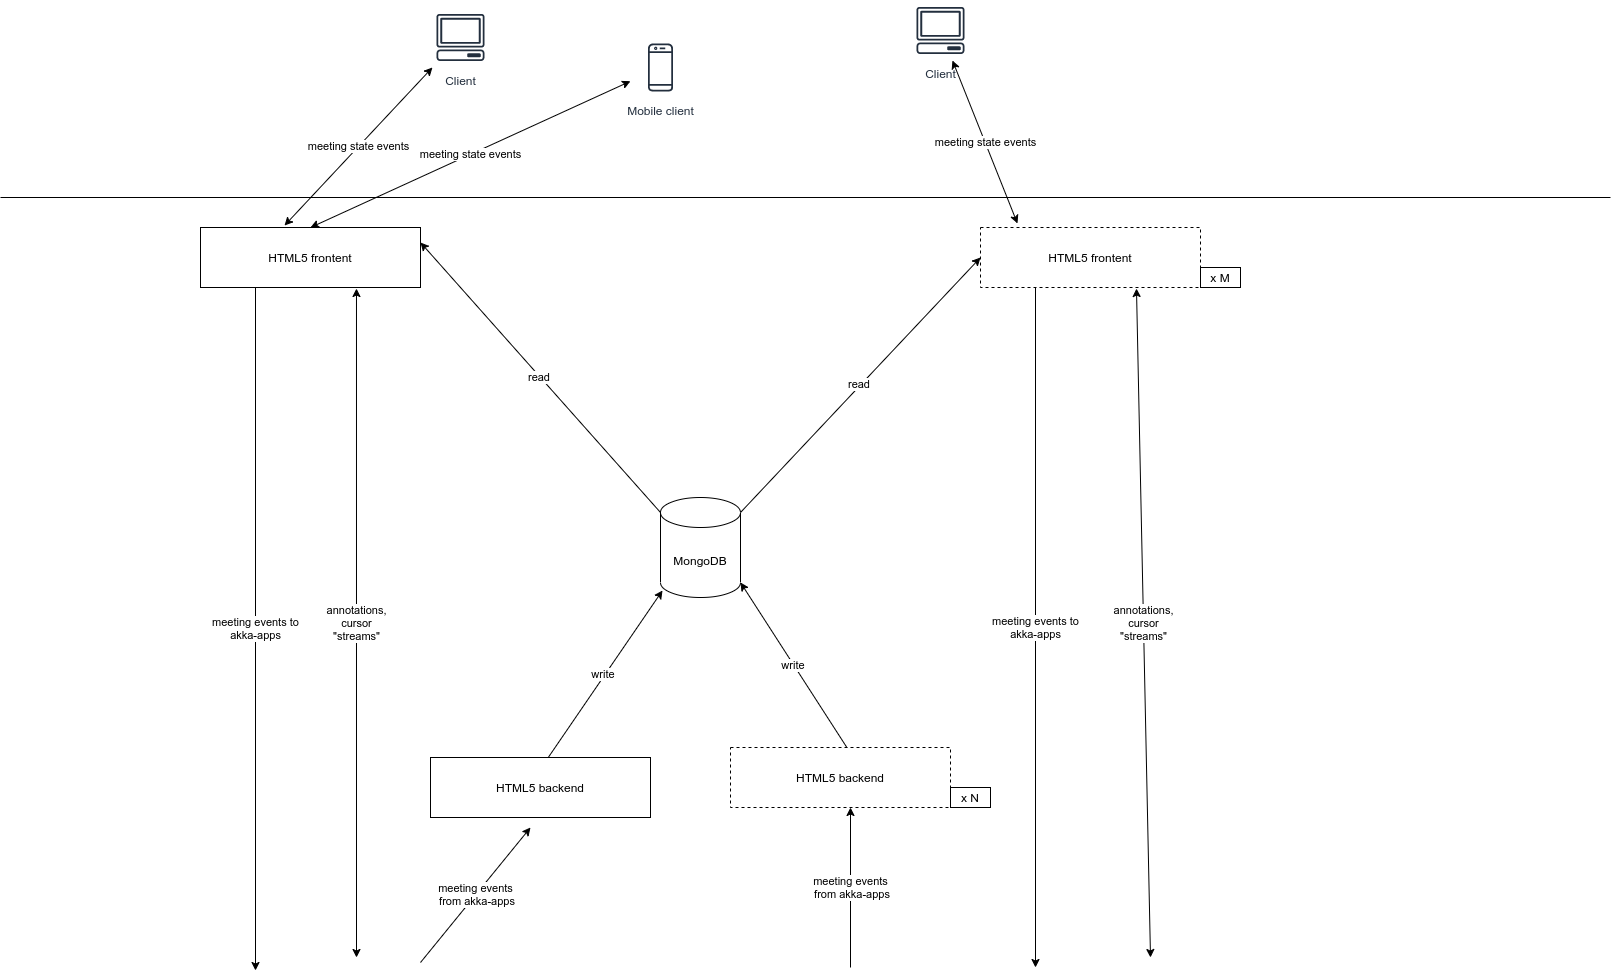 Client
Client
Mobile client
meeting state events
meeting state events
meeting state events
HTML5 frontent
HTML5 frontent
x M
read
read
MongoDB
meeting events to
akka-apps
annotations,
cursor
"streams"
meeting events to
akka-apps
annotations,
cursor
"streams"
write
write
HTML5 backend
HTML5 backend
x N
meeting events
from akka-apps
meeting events
from akka-apps